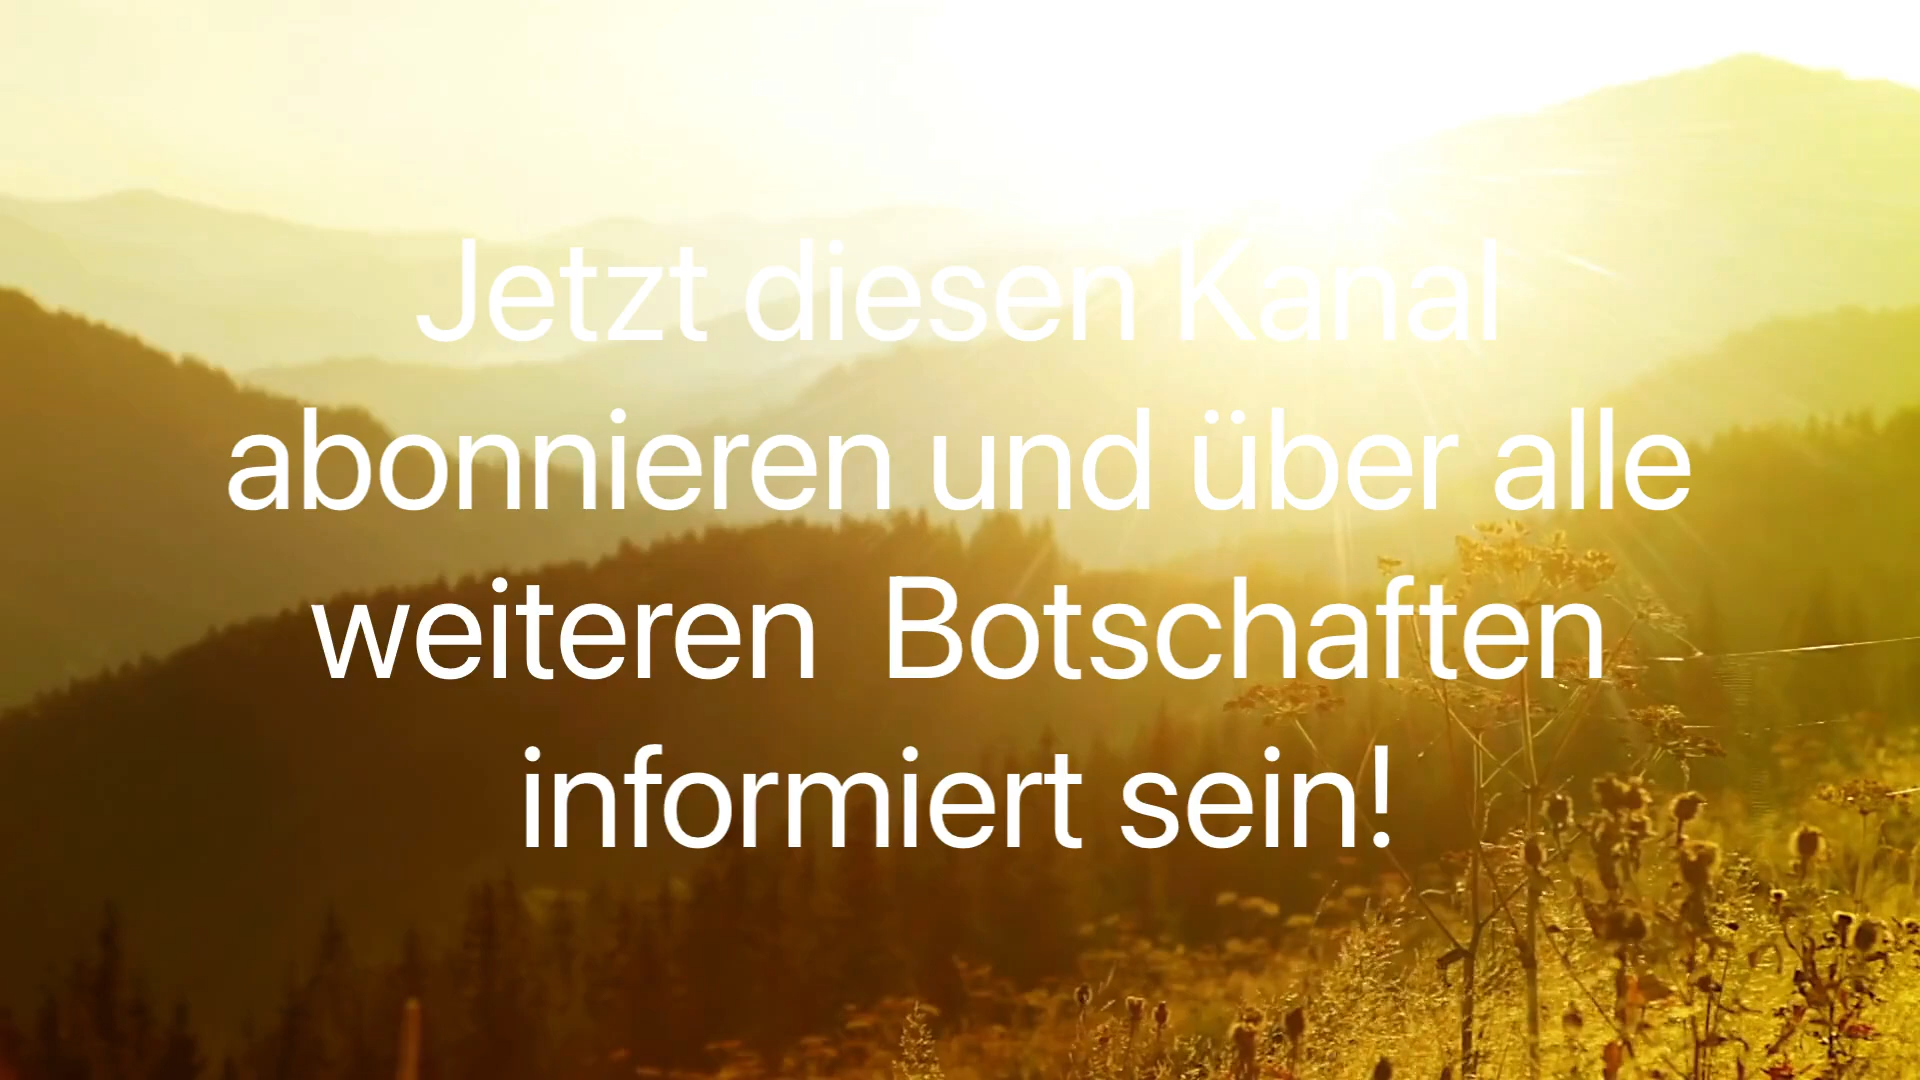 Jetzt diesen Kanal
abonnieren und über alle
weiteren  Botschaften
informiert sein!